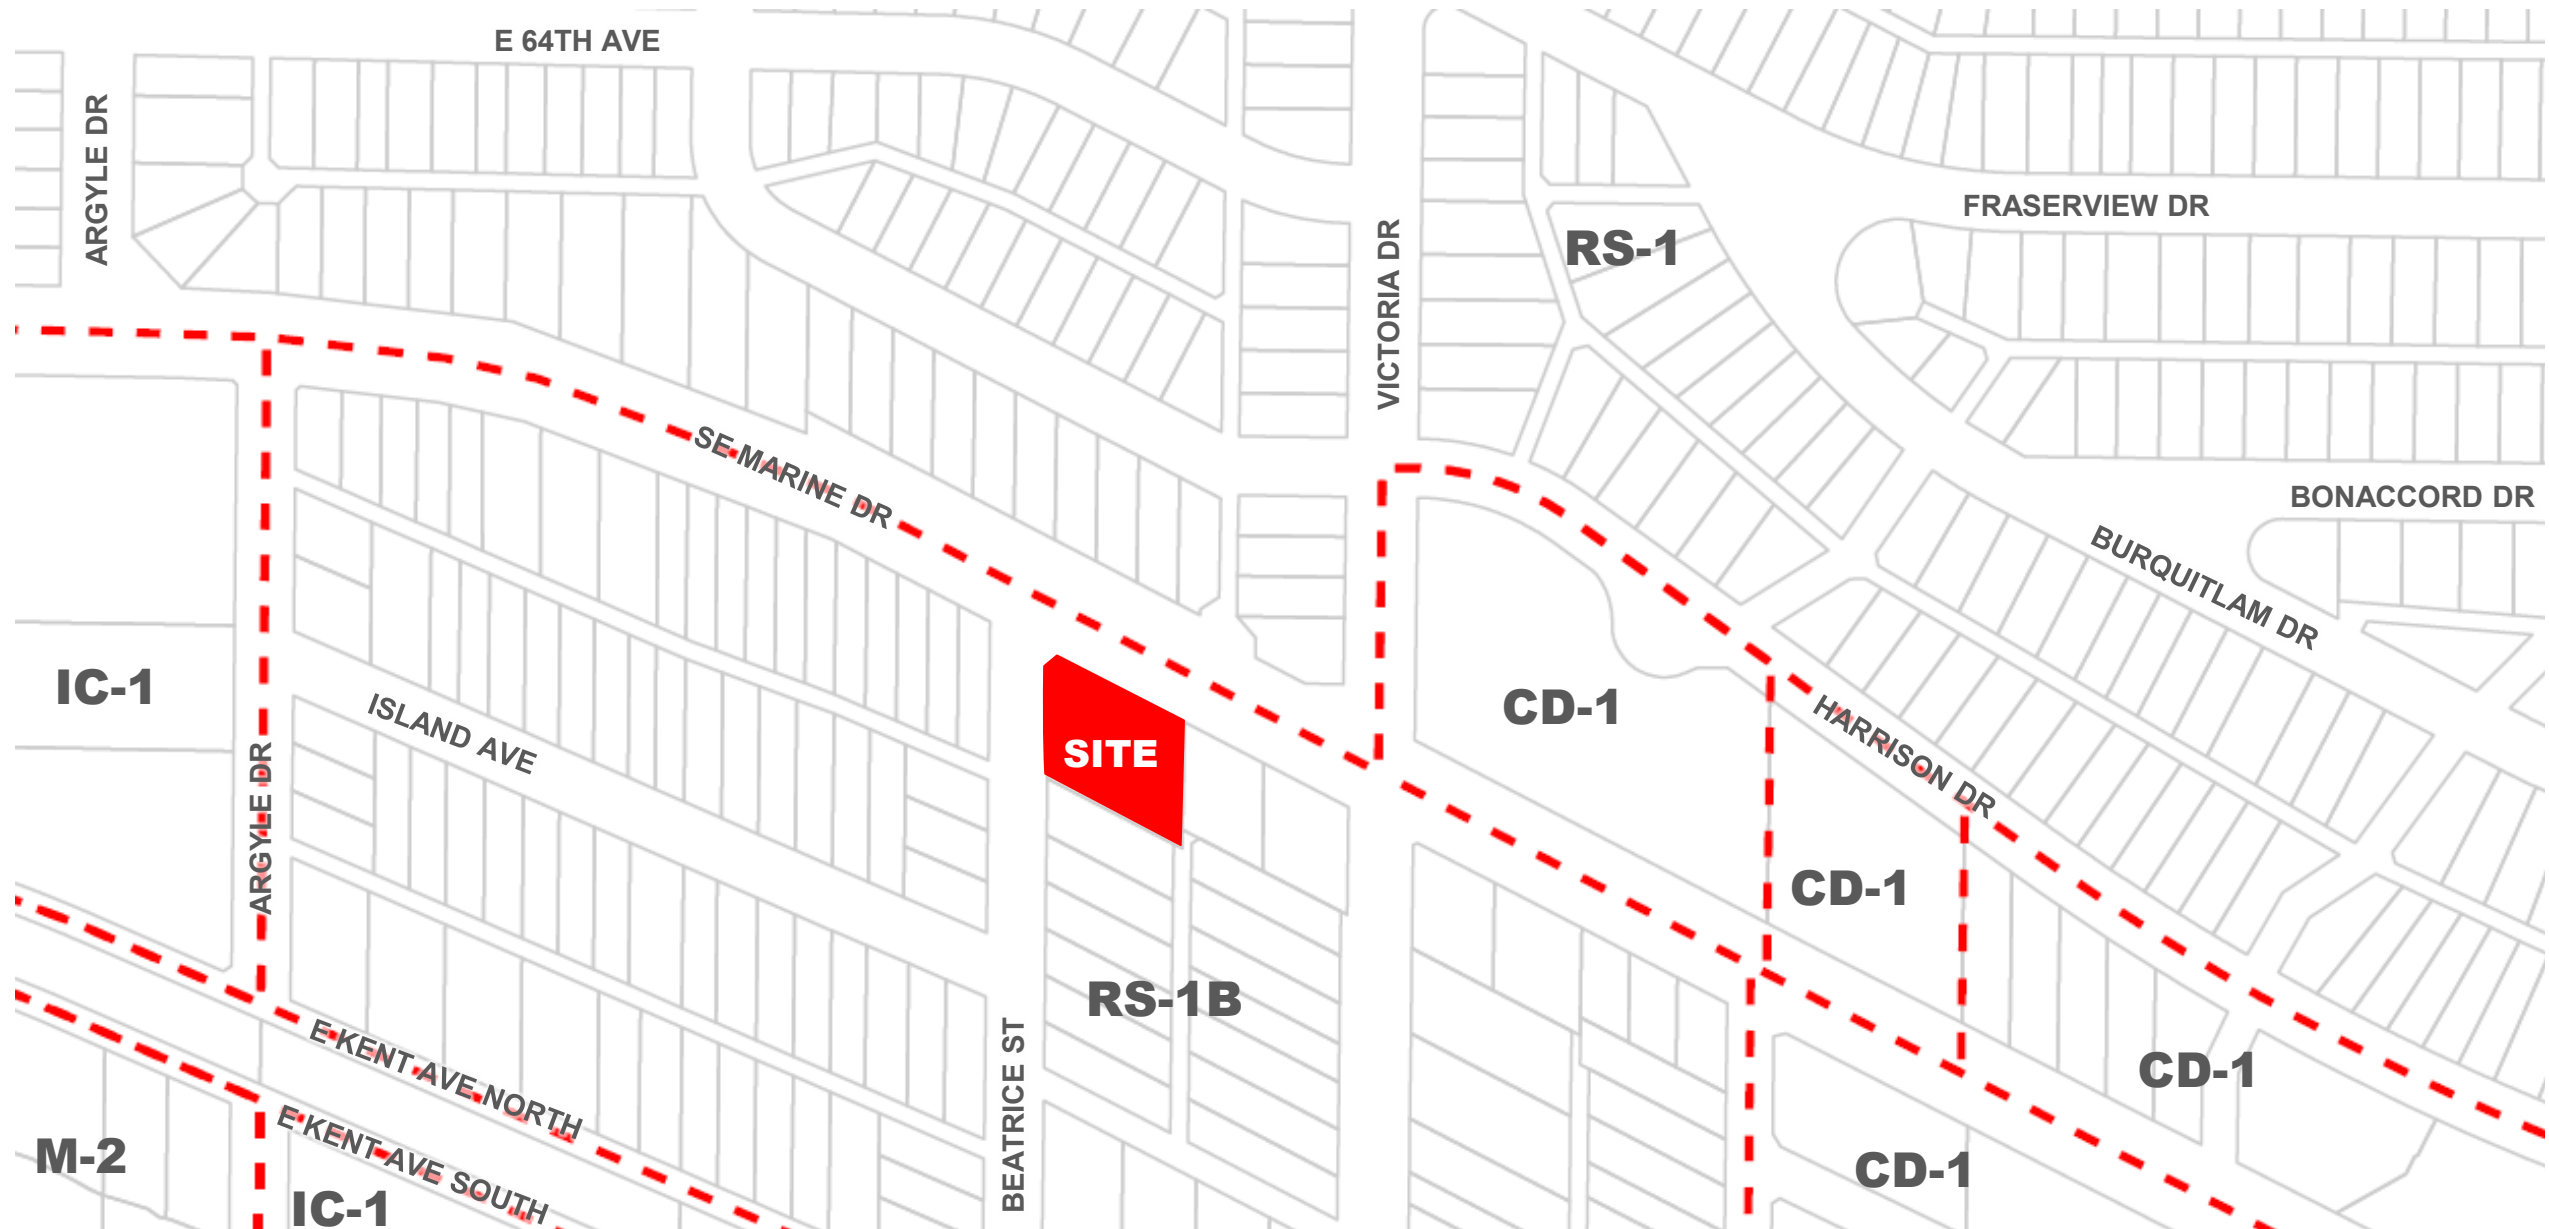 E 64TH AVE
ARGYLE DR
FRASERVIEW DR
RS-1
VICTORIA DR
SE MARINE DR
BONACCORD DR
BURQUITLAM DR
IC-1
ISLAND AVE
CD-1
SITE
HARRISON DR
ARGYLE DR
CD-1
RS-1B
E KENT AVE NORTH
BEATRICE ST
CD-1
M-2
E KENT AVE SOUTH
CD-1
IC-1